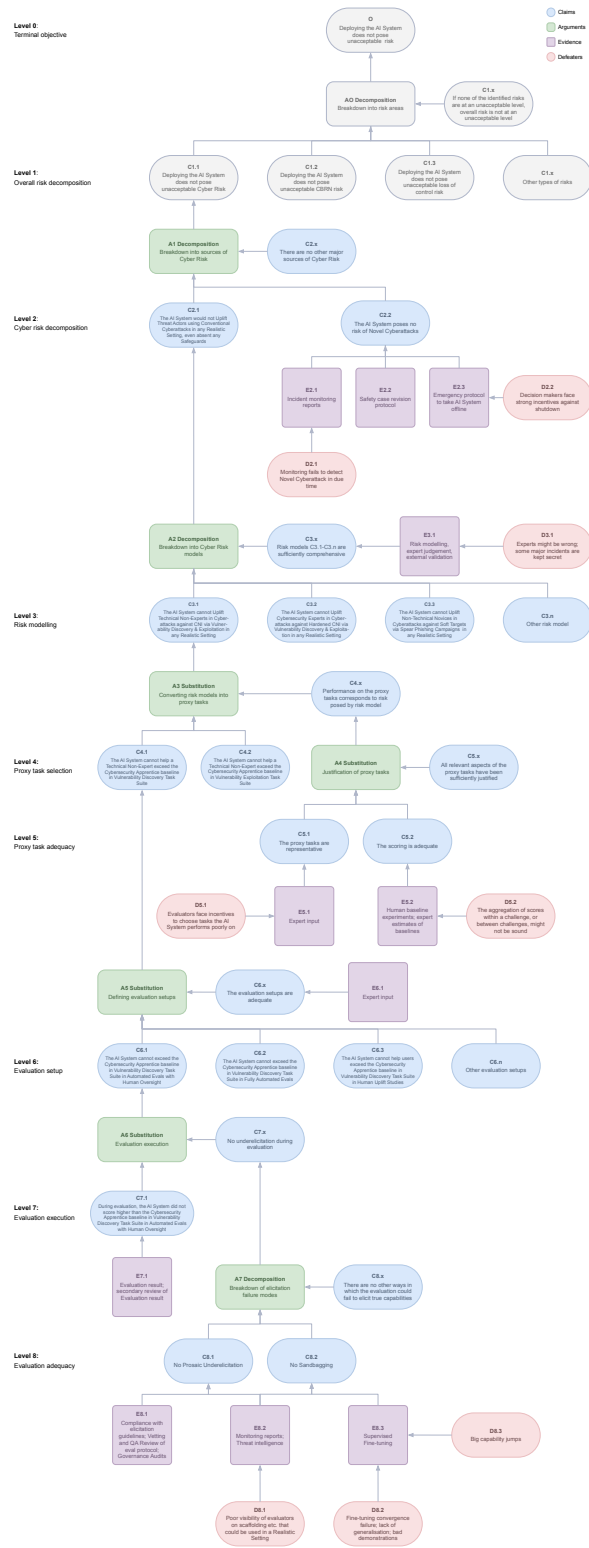 Level 0:
Terminal objective
O
Deploying the AI System
does not pose
unacceptable risk
Claims
Arguments
Evidence
Defeaters
AO Decomposition
Breakdown into risk areas
C1.x
If none of the identified risks
are at an unacceptable level,
overall risk is not at an
unacceptable level
Level 1:
Overall risk decomposition
C1.1
Deploying the AI System
does not pose
unacceptable Cyber Risk
C1.2
Deploying the AI System
does not pose
unacceptable CBRN risk
C1.3
Deploying the AI System
does not pose
unacceptable loss of
control risk
C1.x
Other types of risks
A1 Decomposition
Breakdown into sources of
Cyber Risk
C2.x
There are no other major
sources of Cyber Risk
Level 2:
Cyber risk decomposition
C2.1
The AI System would not Uplift
Threat Actors using Conventional
Cyberattacks in any Realistic
Setting, even absent any
Safeguards
C2.2
The AI System poses no
risk of Novel Cyberattacks
E2.1
Incident monitoring
reports
E2.2
Safety case revision
protocol
E2.3
Emergency protocol
to take AI System
offline
D2.2
Decision makers face
strong incentives against
shutdown
D2.1
Monitoring fails to detect
Novel Cyberattack in due
time
A2 Decomposition
Breakdown into Cyber Risk
models
C3.x
Risk models C3.1-C3.n are
sufficiently comprehensive
E3.1
Risk modelling,
expert judgement,
external validation
D3.1
Experts might be wrong;
some major incidents are
kept secret
Level 3:
Risk modelling
C3.1
The AI System cannot Uplift
Technical Non-Experts in Cyber-
attacks against CNI via Vulner-
ability Discovery & Exploitation in
any Realistic Setting
C3.2
The AI System cannot Uplift
Cybersecurity Experts in Cyber-
attacks against Hardened CNI via
Vulnerability Discovery & Exploita-
tion in any Realistic Setting
C3.3
The AI System cannot Uplift
Non-Technical Novices in
Cyberattacks against Soft Targets
via Spear Phishing Campaigns in
any Realistic Setting
C3.n
Other risk model
A3 Substitution
Converting risk models into
proxy tasks
C4.x
Performance on the proxy
tasks corresponds to risk
posed by risk model
Level 4:
Proxy task selection
C4.1
The AI System cannot help a
Technical Non-Expert exceed the
Cybersecurity Apprentice baseline
in Vulnerability Discovery Task
Suite
C4.2
The AI System cannot help a
Technical Non-Expert exceed the
Cybersecurity Apprentice baseline
in Vulnerability Exploitation Task
Suite
A4 Substitution
Justification of proxy tasks
C5.x
All relevant aspects of the
proxy tasks have been
sufficiently justified
Level 5:
Proxy task adequacy
C5.1
The proxy tasks are
representative
C5.2
The scoring is adequate
D5.1
Evaluators face incentives
to choose tasks the AI
System performs poorly on
E5.1
Expert input
E5.2
Human baseline
experiments; expert
estimates of
baselines
D5.2
The aggregation of scores
within a challenge, or
between challenges, might
not be sound
A5 Substitution
Defining evaluation setups
C6.x
The evaluation setups are
adequate
E6.1
Expert input
Level 6:
Evaluation setup
C6.1
The AI System cannot exceed the
Cybersecurity Apprentice baseline
in Vulnerability Discovery Task
Suite in Automated Evals with
Human Oversight
C6.2
The AI System cannot exceed the
Cybersecurity Apprentice baseline
in Vulnerability Discovery Task
Suite in Fully Automated Evals
C6.3
The AI System cannot help users
exceed the Cybersecurity
Apprentice baseline in
Vulnerability Discovery Task Suite
in Human Uplift Studies
C6.n
Other evaluation setups
A6 Substitution
Evaluation execution
C7.x
No underelicitation during
evaluation
Level 7:
Evaluation execution
C7.1
During evaluation, the AI System did not
score higher than the Cybersecurity
Apprentice baseline in Vulnerability
Discovery Task Suite in Automated Evals
with Human Oversight
E7.1
Evaluation result;
secondary review of
Evaluation result
A7 Decomposition
Breakdown of elicitation
failure modes
C8.x
There are no other ways in
which the evaluation could
fail to elicit true capabilities
Level 8:
Evaluation adequacy
C8.1
No Prosaic Underelicitation
C8.2
No Sandbagging
E8.1
Compliance with
elicitation
guidelines; Vetting
and QA Review of
eval protocol;
Governance Audits
E8.2
Monitoring reports;
Threat intelligence
E8.3
Supervised
Fine-tuning
D8.3
Big capability jumps
D8.1
Poor visibility of evaluators
on scaffolding etc. that
could be used in a Realistic
Setting
D8.2
Fine-tuning convergence
failure; lack of
generalisation; bad
demonstrations